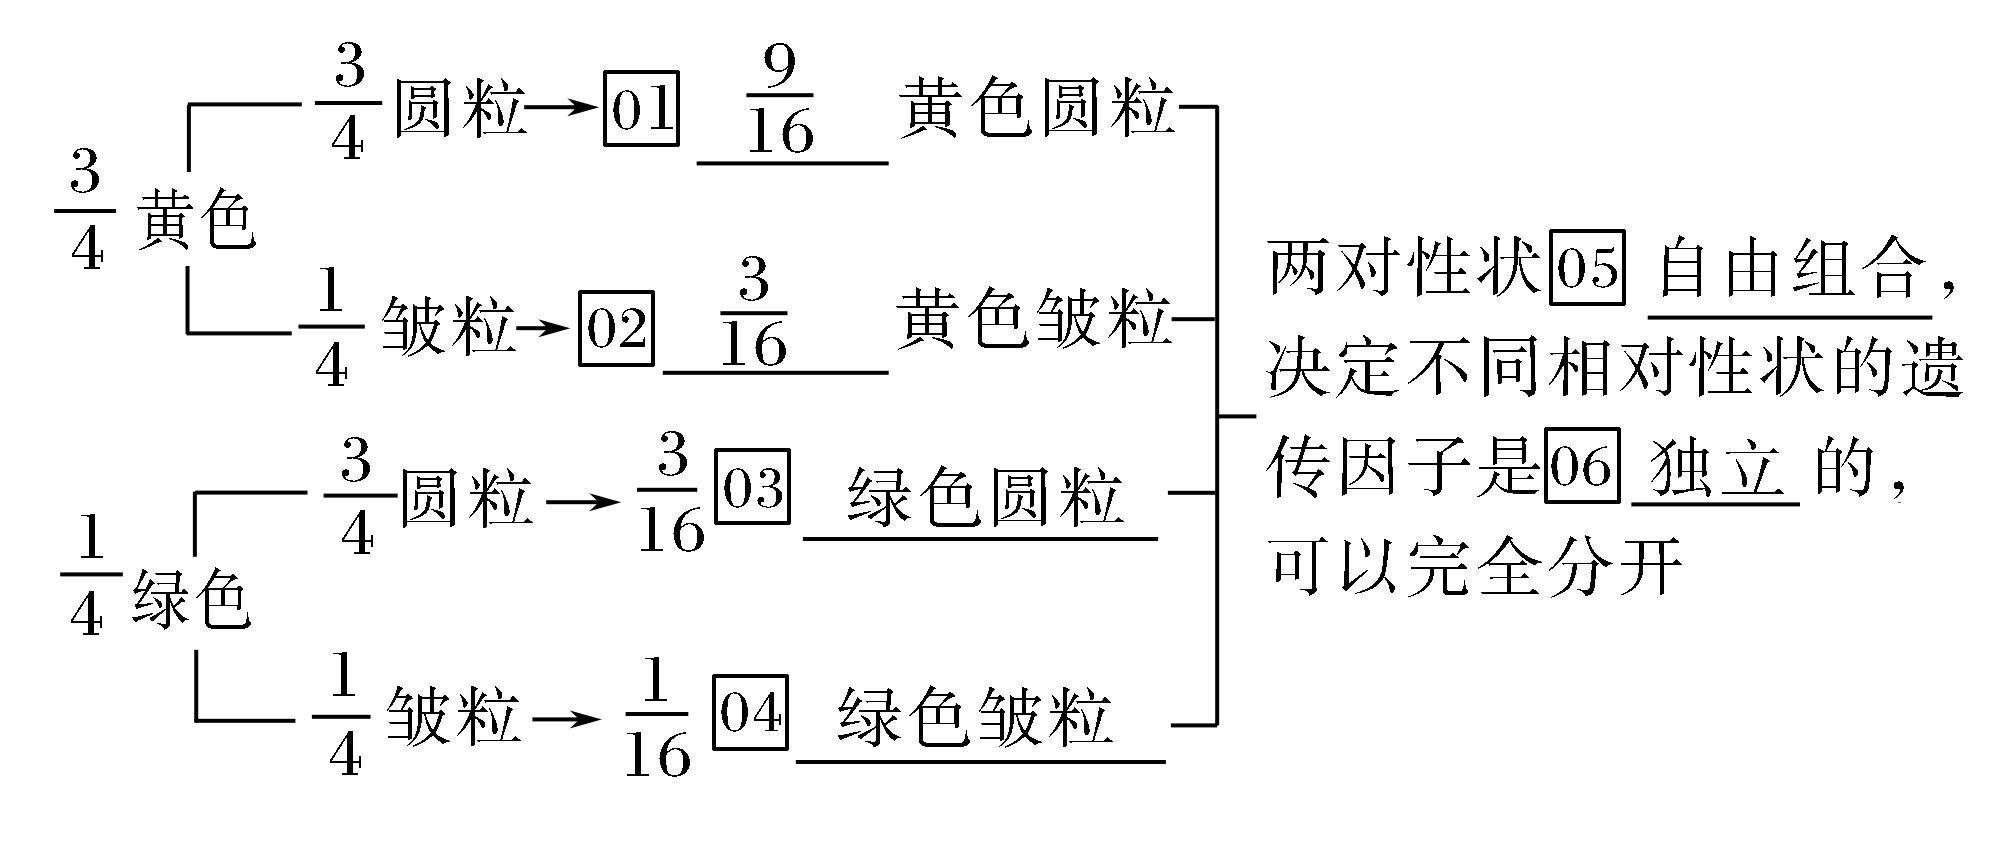 3/4 黄色
3/4 圆粒→01 9/16 黄色圆粒
1/4 皱粒→02 3/16 黄色皱粒
1/4 绿色
3/4 圆粒→3/16 03 绿色圆粒
1/4 皱粒→1/16 04 绿色皱粒
两对性状05 自由组合，
决定不同相对性状的遗
传因子是06 独立 的，
可以完全分开